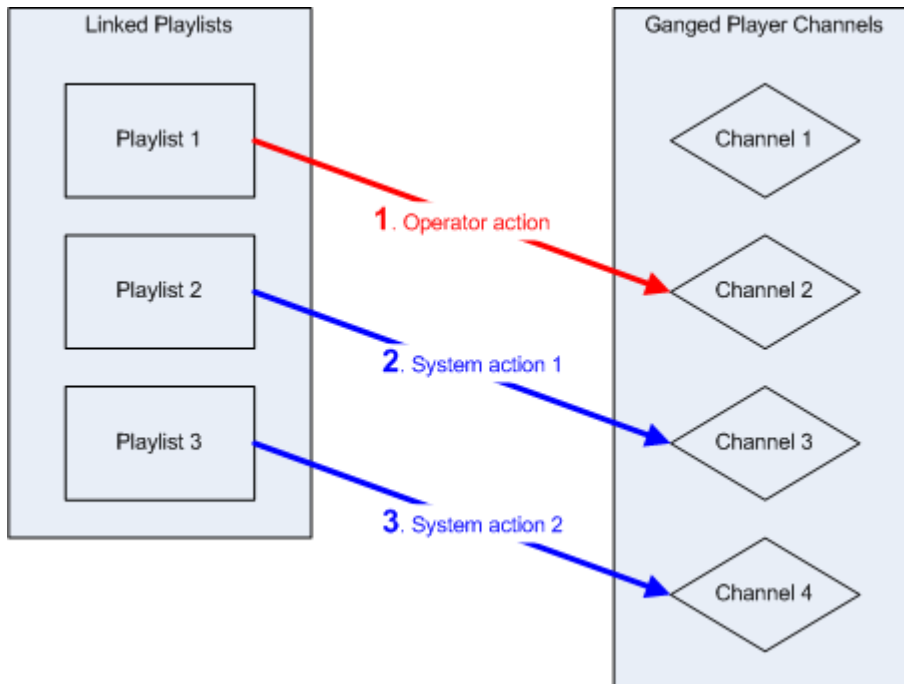 Linked Playlists
Playlist 1
Playlist 2
Playlist 3
1. Operator action
2. System action 1
3. System action 2
Ganged Player Channels
Channel 1
Channel 2
Channel 3
Channel 4